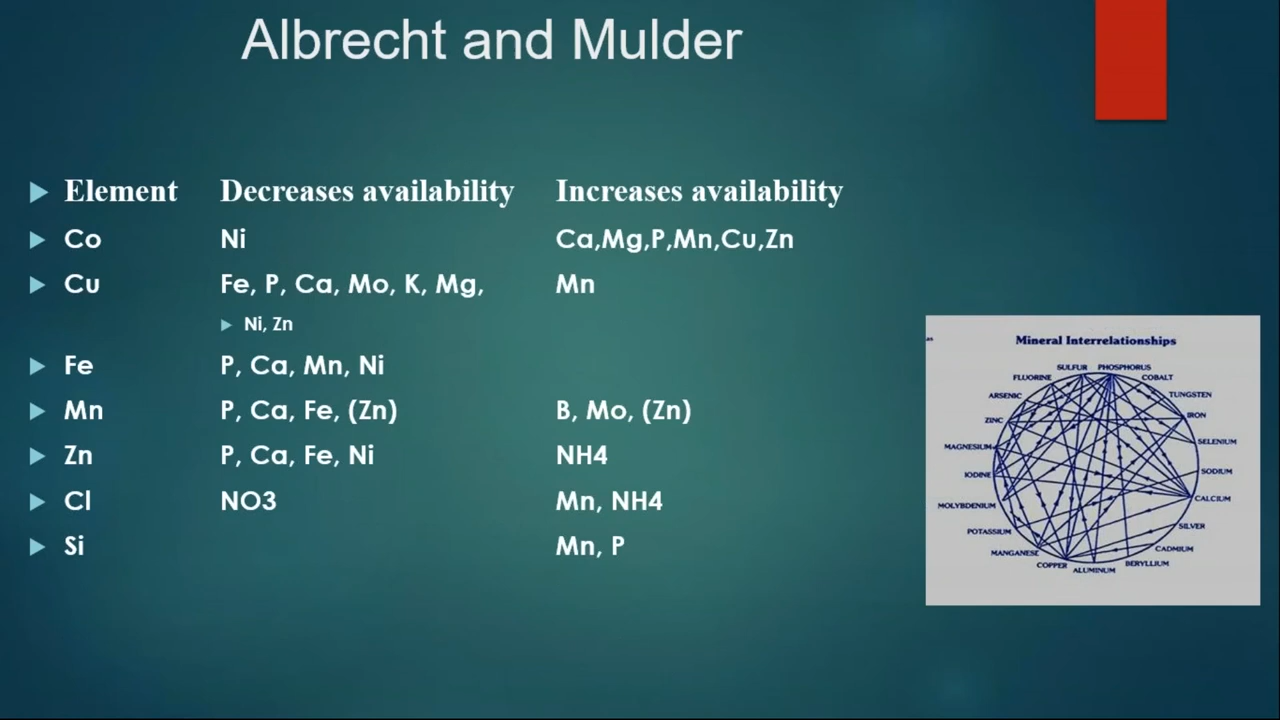 Albrecht and Mulder
Element Decreases availability Increases availability
Co Ni Ca,Mg,P,Mn,Cu,Zn
Cu Fe, P, Ca, Mo, K, Mg, Mn
Ni, Zn
Fe P, Ca, Mn, Ni
Mn P, Ca, Fe, (Zn) B, Mo, (Zn)
Zn P, Ca, Fe, Ni NH4
Cl NO3 Mn, NH4
Si Mn, P
Mineral Interrelationships
SULFUR PHOSPHORUS
FLUORINE COBALT
ARSENIC TUNGSTEN
ZINC IRON
MAGNESIUM SELENIUM
IODINE SODIUM
MOLYBDENIUM CALCIUM
POTASSIUM SILVER
MANGANESE CADMIUM
COPPER ALUMINUM BERYLLIUM